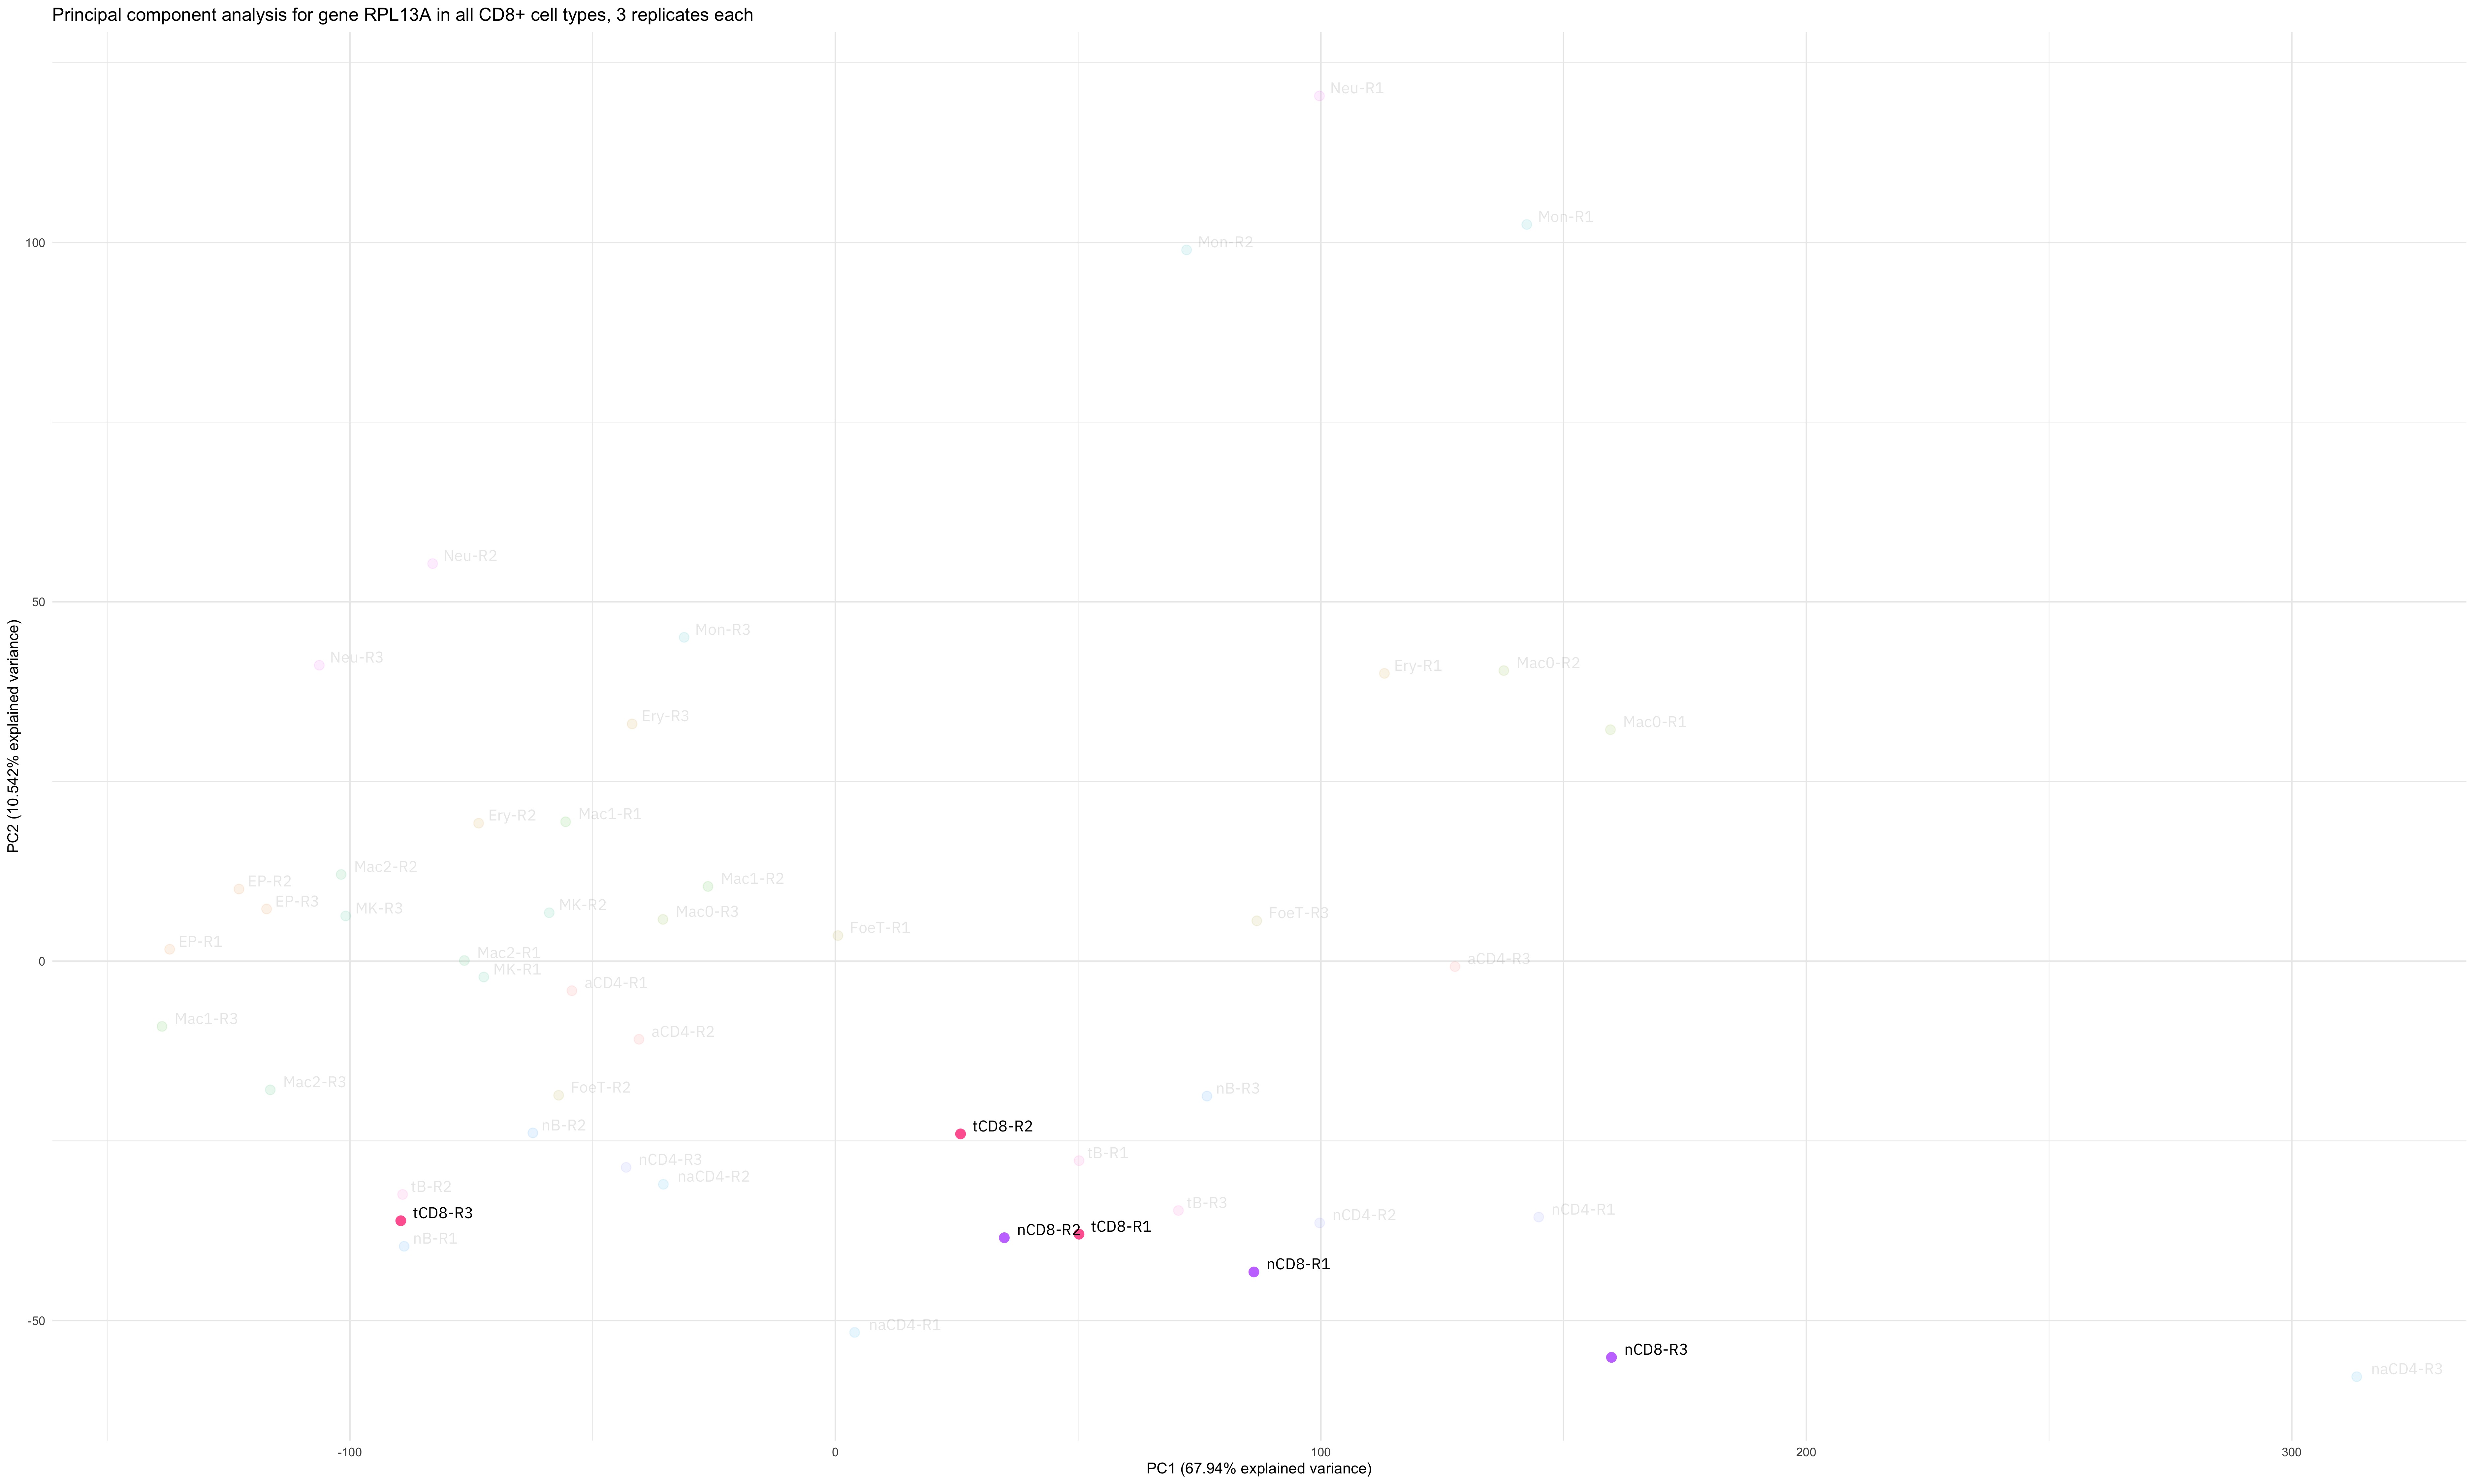 Principal component analysis for gene RPL13A in all CD8+ cell types, 3 replicates each
Neu-R1
Mon-R1
Mon-R2
100
Neu-R2
50
Mon-R3
Neu-R3
Ery-R1
Mac0-R2
Ery-R3
Mac0-R1
PC2 (10.542% explained variance)
Ery-R2
Mac1-R1
Mac2-R2
EP-R2
Mac1-R2
EP-R3
MK-R3
MK-R2
Mac0-R3
FoeT-R3
FoeT-R1
EP-R1
0
Mac2-R1
MK-R1
aCD4-R3
aCD4-R1
Mac1-R3
aCD4-R2
Mac2-R3
FoeT-R2
nB-R3
nB-R2
tCD8-R2
tB-R1
nCD4-R3
naCD4-R2
tB-R2
tB-R3
nCD4-R1
nCD4-R2
tCD8-R3
nCD8-R2
tCD8-R1
nB-R1
nCD8-R1
-50
naCD4-R1
nCD8-R3
naCD4-R3
-100
0
100
200
300
PC1 (67.94% explained variance)